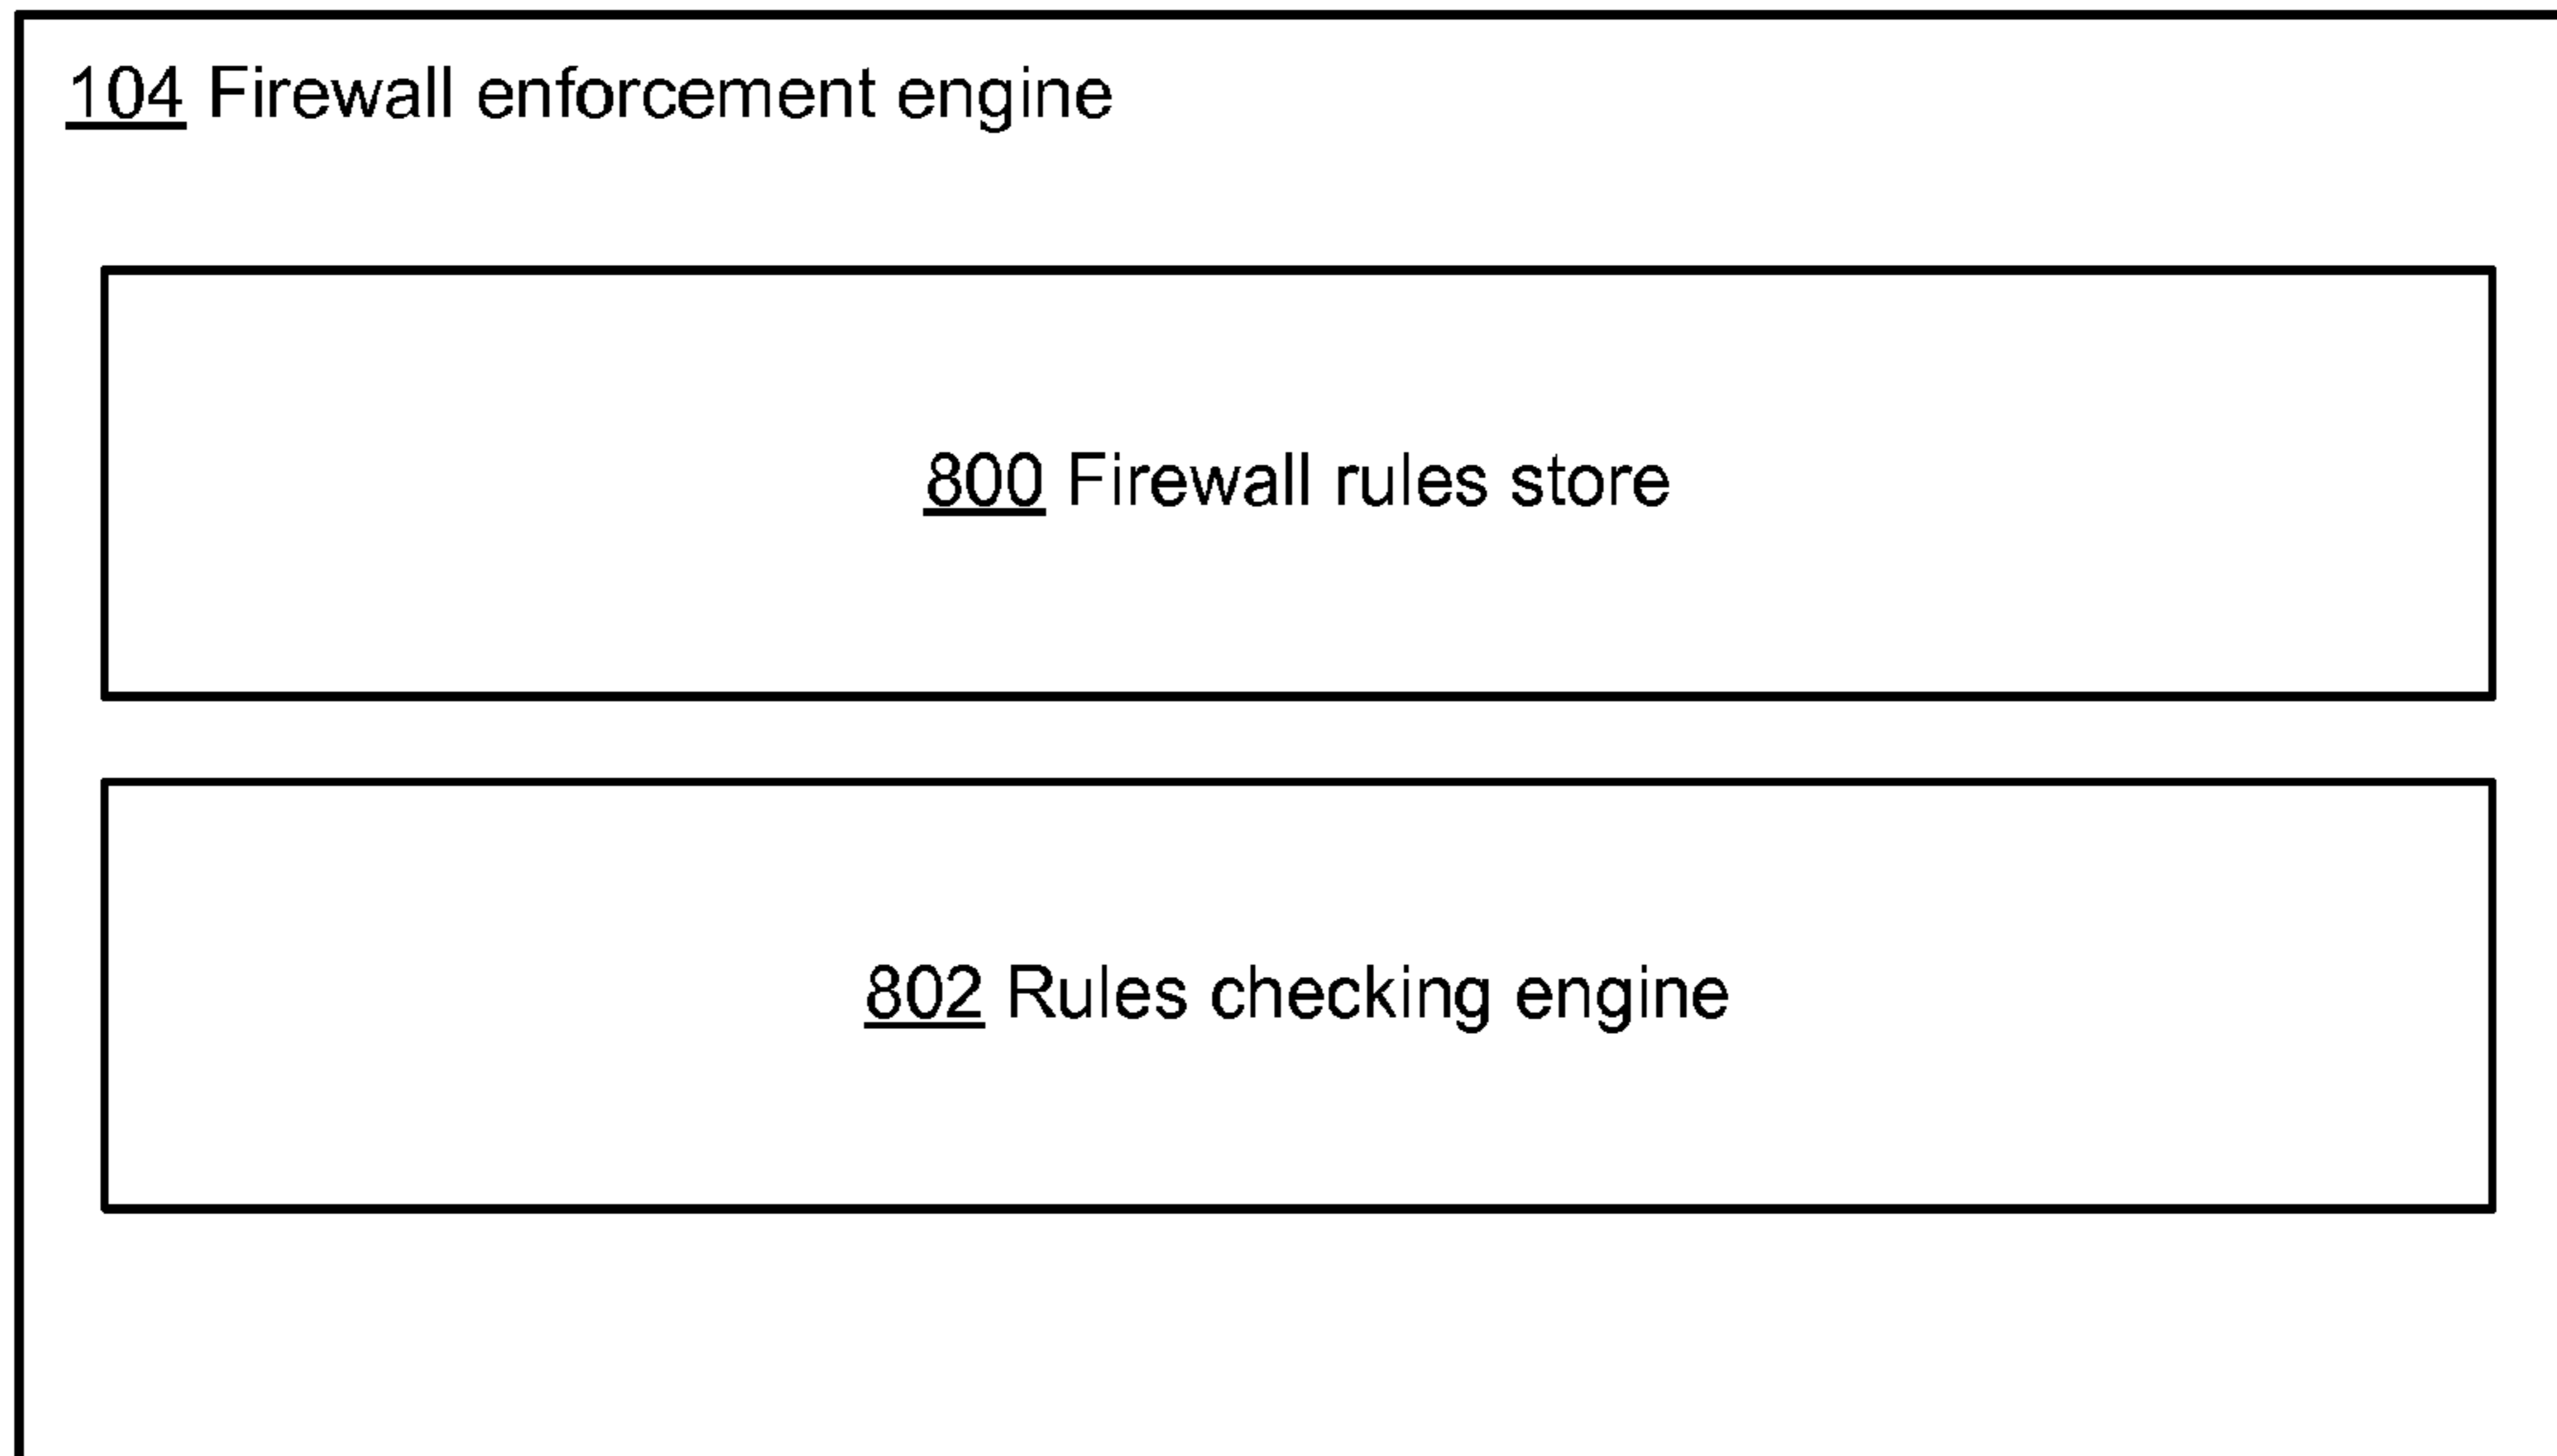 104 Firewall enforcement engine
800 Firewall rules store
802 Rules checking engine